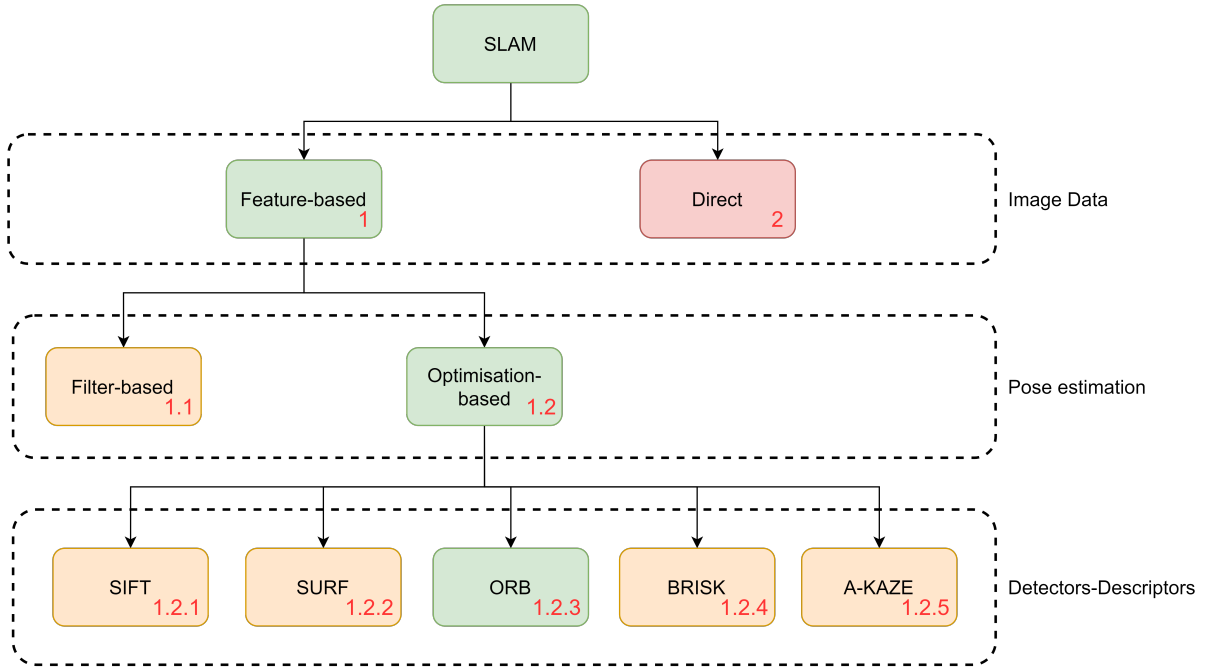 SLAM
Feature-based
1
Direct
2
Image Data
Filter-based
1.1
Optimisation-
based
1.2
Pose estimation
SIFT
1.2.1
SURF
1.2.2
ORB
1.2.3
BRISK
1.2.4
A-KAZE
1.2.5
Detectors-Descriptors